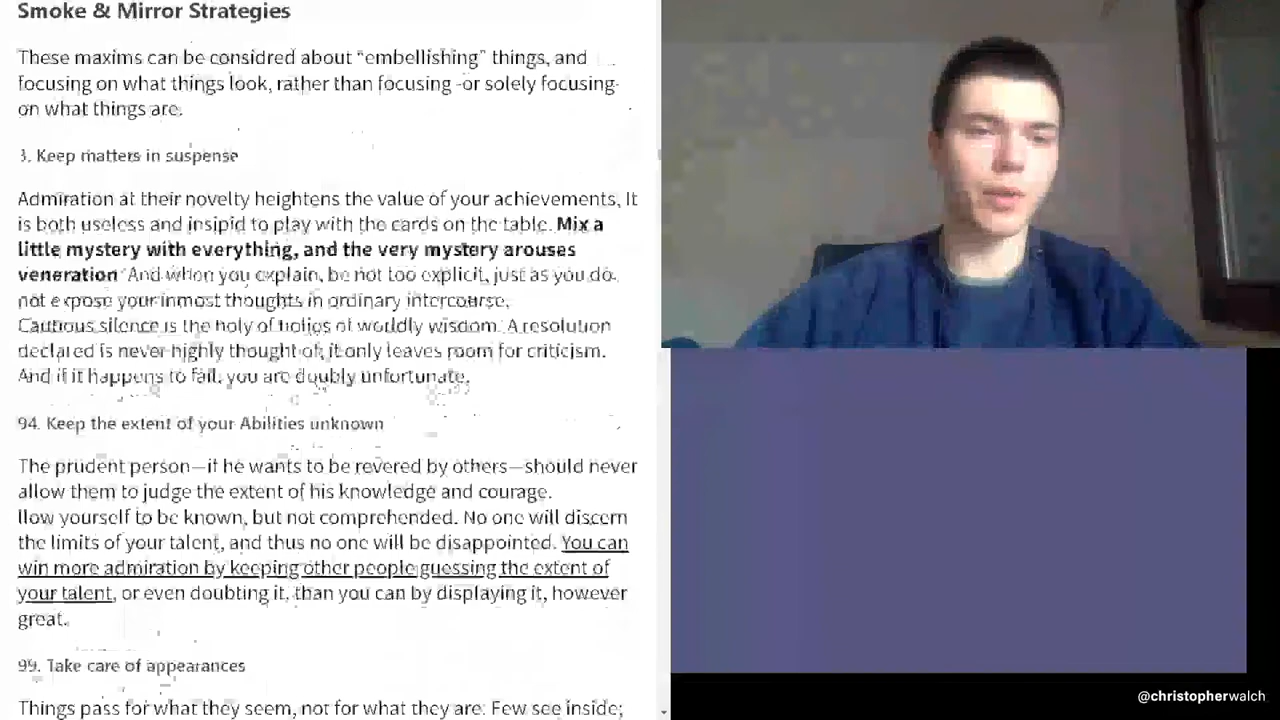 Smoke & Mirror Strategies
These maxims can be considred about "embellishing" things, and
focusing on what things look, rather than focusing -or solely focusing-
on what things are.
3. Keep matters in suspense
Admiration at their novelty heightens the value of your achievements, It
is both useless and insipid to play with the cards on the table. Mix a
little mystery with everything, and the very mystery arouses
veneration And when you explain, be not too explicit, just as you do
not expose your inmost thoughts in ordinary intercourse.
Cautious silence is the holy of holies of worldly wisdom. A resolution
declared is never highly thought of; it only leaves room for criticism.
And if it happens to fail, you are doubly unfortunate.
94. Keep the extent of your Abilities unknown
The prudent person—if he wants to be revered by others—should never
allow them to judge the extent of his knowledge and courage.
llow yourself to be known, but not comprehended. No one will discern
the limits of your talent, and thus no one will be disappointed. You can
win more admiration by keeping other people guessing the extent of
your talent, or even doubting it, than you can by displaying it, however
great.
99. Take care of appearances
Things pass for what they seem, not for what they are. Few see inside;
@christopherwalch